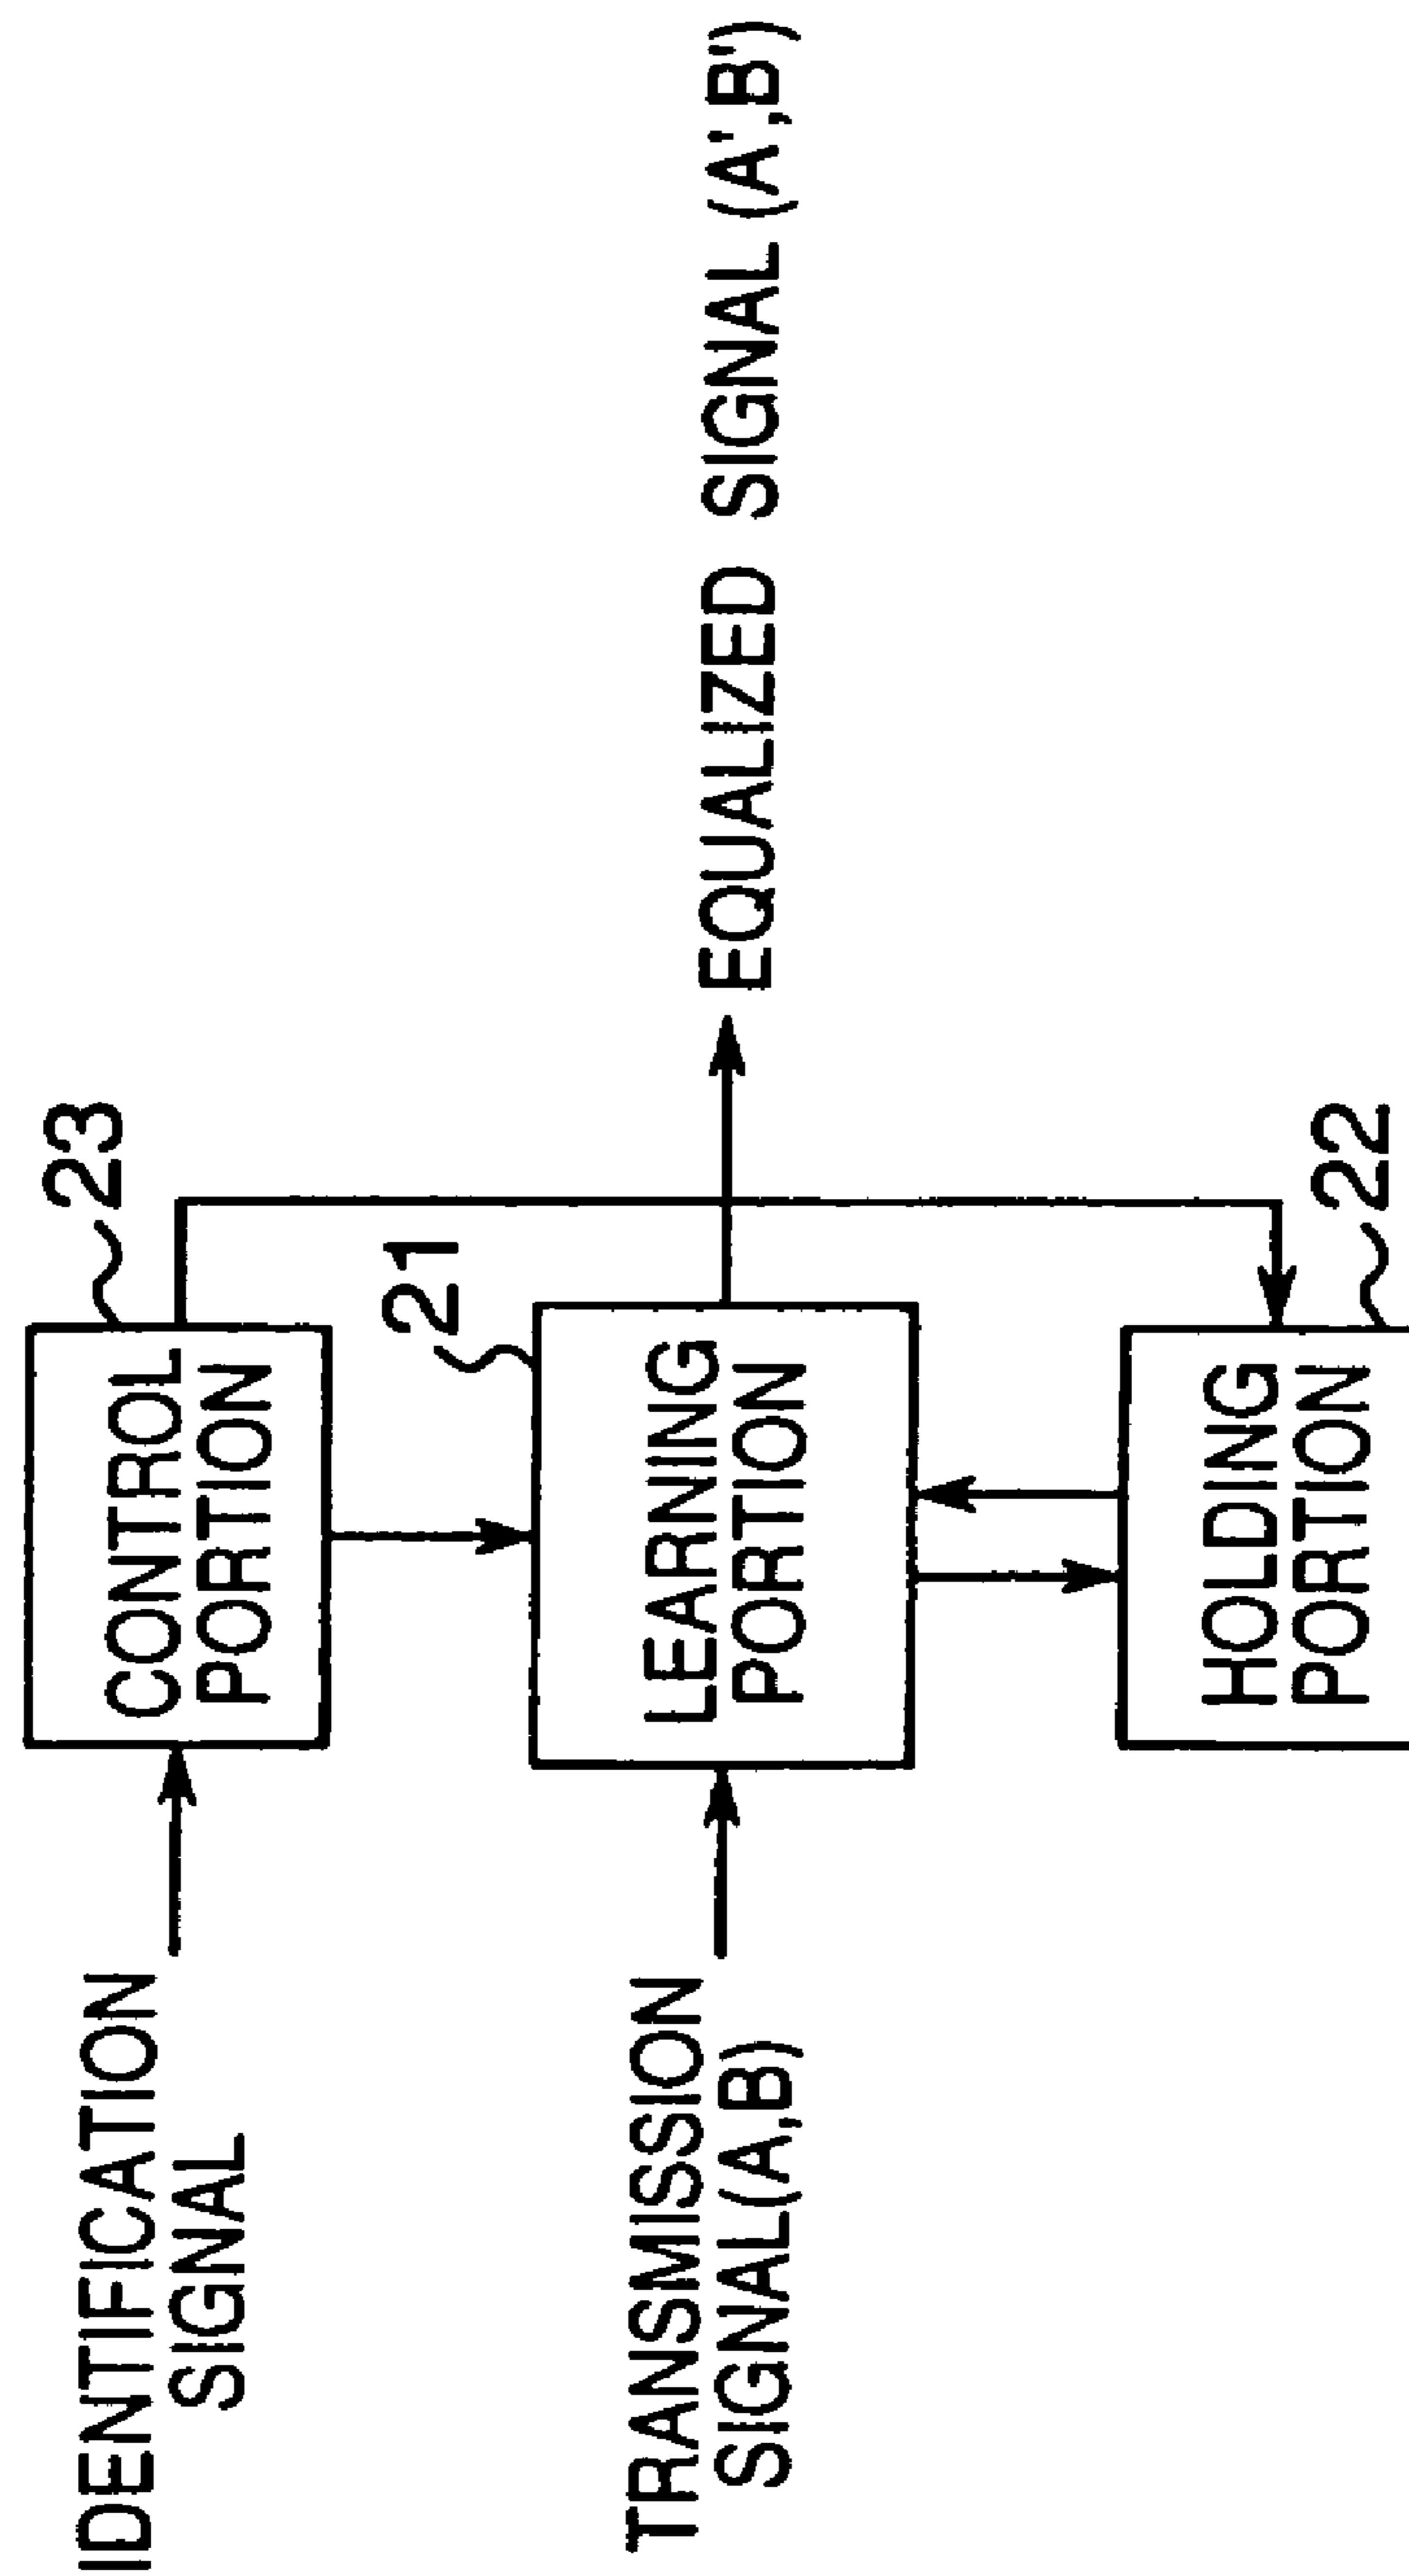 IDENTIFICATION
SIGNAL
23
CONTROL
PORTION
TRANSMISSION
SIGNAL(A,B)
21
LEARNING
PORTION
EQUALIZED SIGNAL (A',B')
22
HOLDING
PORTION